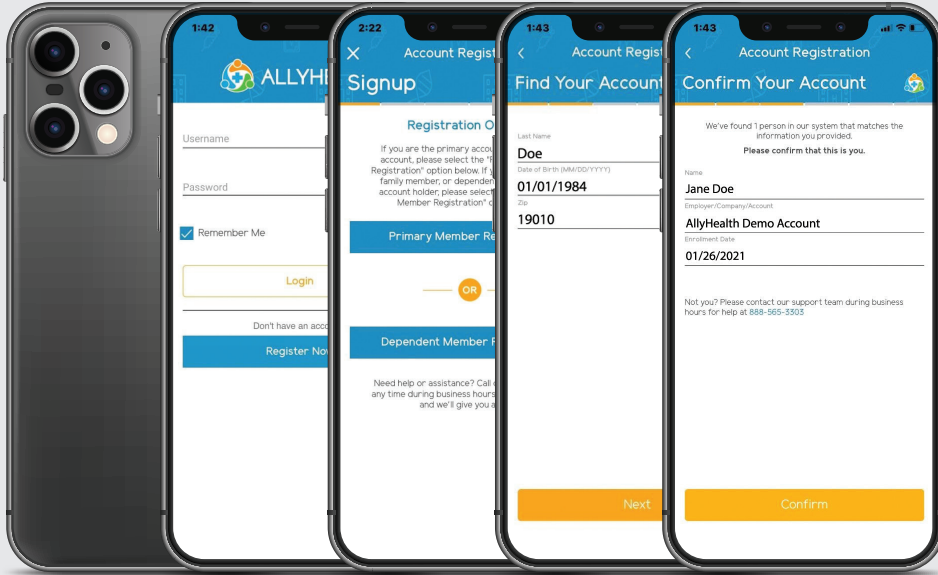 1:42
ALLYHE
Username
Password
Remember Me
Login
Don't have an acco
Register Now
2:22
Account Regist
Signup
Registration O
If you are the primary accou
account, please select the "P
Registration" option below. If y
family member, or dependen
account holder, please select
Member Registration" o
Primary Member Re
OR
Dependent Member R
Need help or assistance? Call o
any time during business hours
and we'll give you a
1:43
Account Regist
Find Your Account
Last Name
Doe
Date of Birth (MM/DD/YYYY)
01/01/1984
Zip
19010
Next
1:43
Account Registration
Confirm Your Account
We've found 1 person in our system that matches the
information you provided.
Please confirm that this is you.
Name
Jane Doe
Employer/Company/Account
AllyHealth Demo Account
Enrollment Date
01/26/2021
Not you? Please contact our support team during business
hours for help at 888-565-3303
Confirm